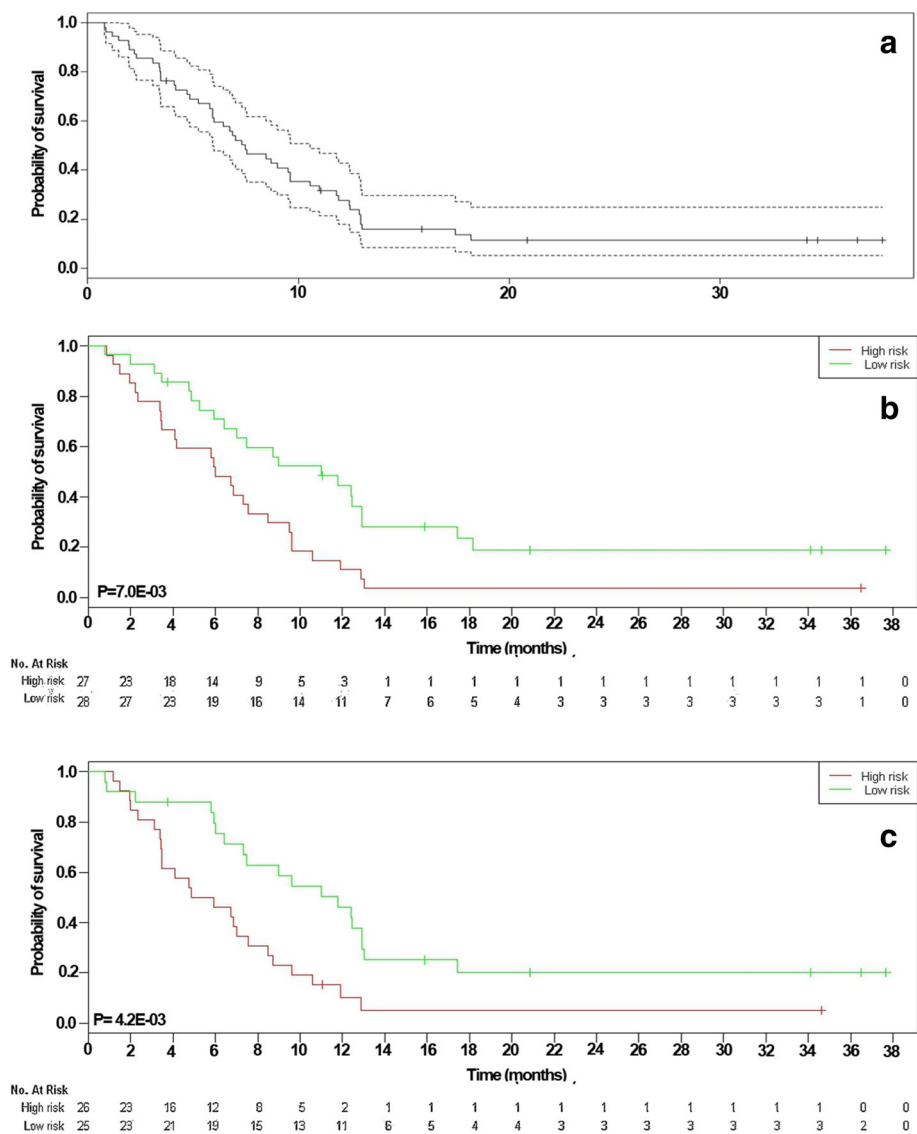 a
Probability of survival
1.0
0.8
0.6
0.4
0.2
0.0
0 10 20 30
High risk
Low risk
b
Probability of survival
1.0
0.8
0.6
0.4
0.2
0.0
P=7.0E-03
0 2 4 6 8 10 12 14 16 18 20 22 24 26 28 30 32 34 36 38
Time (months)
No. At Risk
High risk 27 23 18 14 9 5 3 1 1 1 1 1 1 1 1 1 1 1 1 0
Low risk 28 27 23 19 16 14 11 7 6 5 4 3 3 3 3 3 3 3 1 0
High risk
Low risk
c
Probability of survival
1.0
0.8
0.6
0.4
0.2
0.0
P= 4.2E-03
0 2 4 6 8 10 12 14 16 18 20 22 24 26 28 30 32 34 36 38
Time (months)
No. At Risk
High risk 26 23 16 12 8 5 2 1 1 1 1 1 1 1 1 1 1 1 0 0
Low risk 25 23 21 19 15 13 11 6 5 4 4 3 3 3 3 3 3 3 2 0